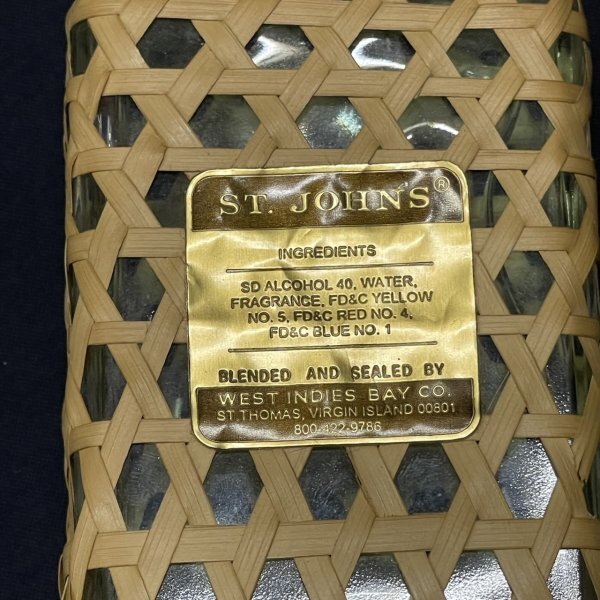 ST. JOHNS®
INGREDIENTS
SD ALCOHOL 40, WATER,
FRAGRANCE, FD&C YELLOW
NO. 5, FD&C RED NO. 4,
FD&C BLUE NO. 1
BLENDED AND SEALED BY
WEST INDIES BAY CO.
ST THOMAS, VIRGIN ISLAND 00801
800-422-9786